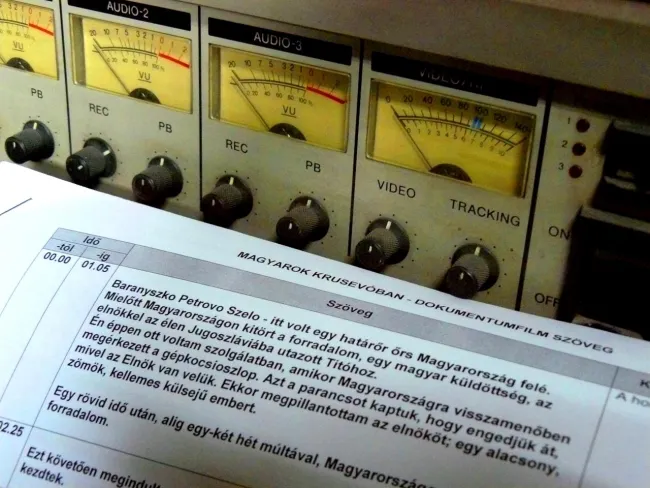 AUDIO-2
AUDIO-3
VU
VU
PB
REC
PB
REC
PB
VIDEO
TRACKING
1
2
3
ON
OFF
MAGYAROK KRUSEVÓBAN - DOKUMENTUMFILM SZÖVEG
Idő
-tól
-ig
Szöveg
00.00
01.05
Baranyszko Petrovo Szelo - itt volt egy határőr őrs Magyarország felé.
Mielőtt Magyarországon kitört a forradalom, egy magyar küldöttség, az
elnökkel az élen Jugoszláviába utazott Titóhoz.
Én éppen ott voltam szolgálatban, amikor Magyarországra visszamenőben
megérkezett a gépkocsioszlop. Azt a parancsot kaptuk, hogy engedjük át,
mivel az Elnök van velük. Ekkor megpillantottam az elnököt; egy alacsony,
zömök, kellemes külsejű embert.
Egy rövid idő után, alig egy-két hét múltával, Magyarország
forradalom.
02.25
Ezt követően megindult
kezdtek.